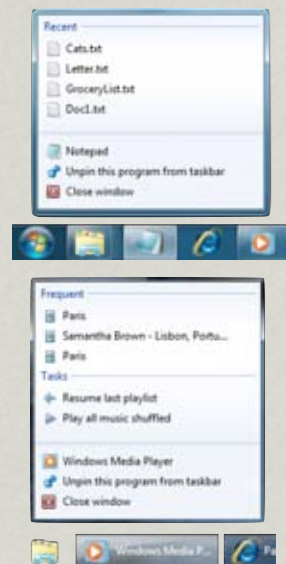 Recent
Cats.txt
Letter.txt
GroceryList.txt
Doc1.txt
Notepad
Unpin this program from taskbar
Close window
Frequent
Paris
Samantha Brown - Lisbon, Portu...
Paris
Tasks
Resume last playlist
Play all music shuffled
Windows Media Player
Unpin this program from taskbar
Close window
Windows Media P...
Pa